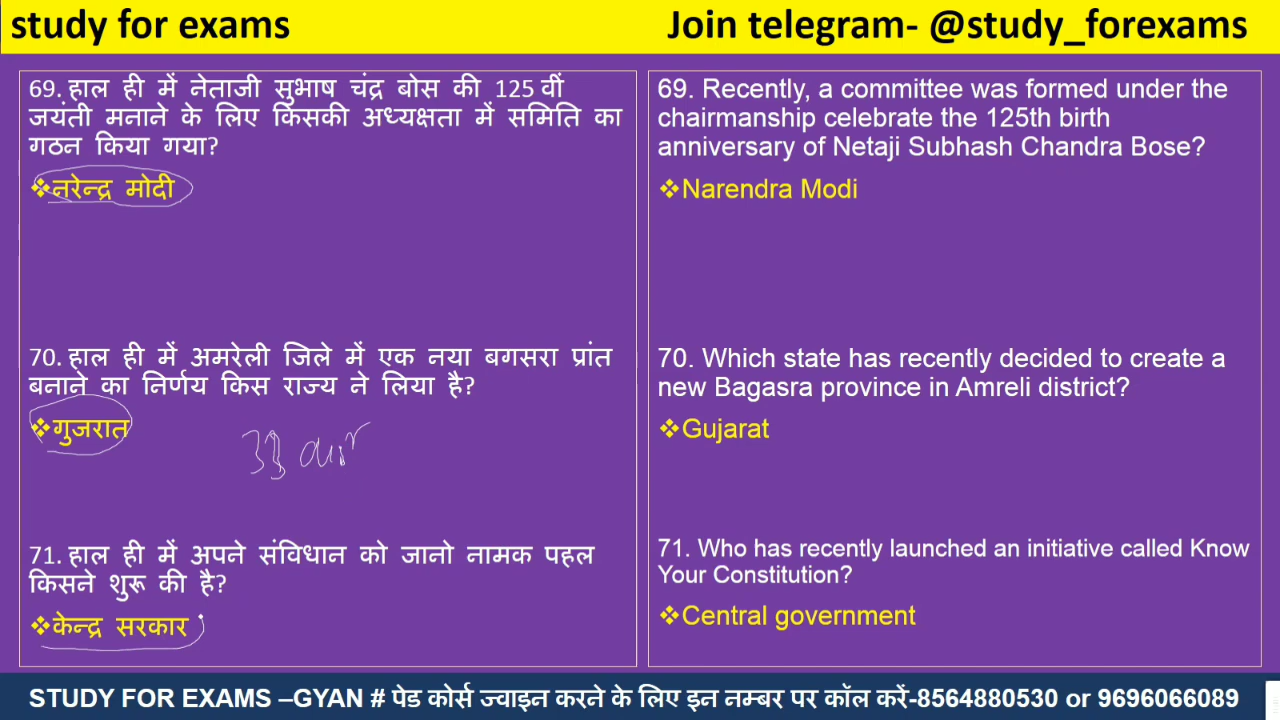 study for exams
Join telegram- @study_forexams
69. हाल ही में नेताजी सुभाष चंद्र बोस की 125 वीं
जयंती मनाने के लिए किसकी अध्यक्षता में समिति का
गठन किया गया?
❖नरेन्द्र मोदी
70. हाल ही में अमरेली जिले में एक नया बगसरा प्रांत
बनाने का निर्णय किस राज्य ने लिया है?
❖गुजरात
71. हाल ही में अपने संविधान को जानो नामक पहल
किसने शुरू की है?
❖केन्द्र सरकार
69. Recently, a committee was formed under the
chairmanship celebrate the 125th birth
anniversary of Netaji Subhash Chandra Bose?
❖Narendra Modi
70. Which state has recently decided to create a
new Bagasra province in Amreli district?
❖Gujarat
71. Who has recently launched an initiative called Know
Your Constitution?
❖Central government
STUDY FOR EXAMS –GYAN # पेड कोर्स ज्वाइन करने के लिए इन नम्बर पर कॉल करें-8564880530 or 9696066089